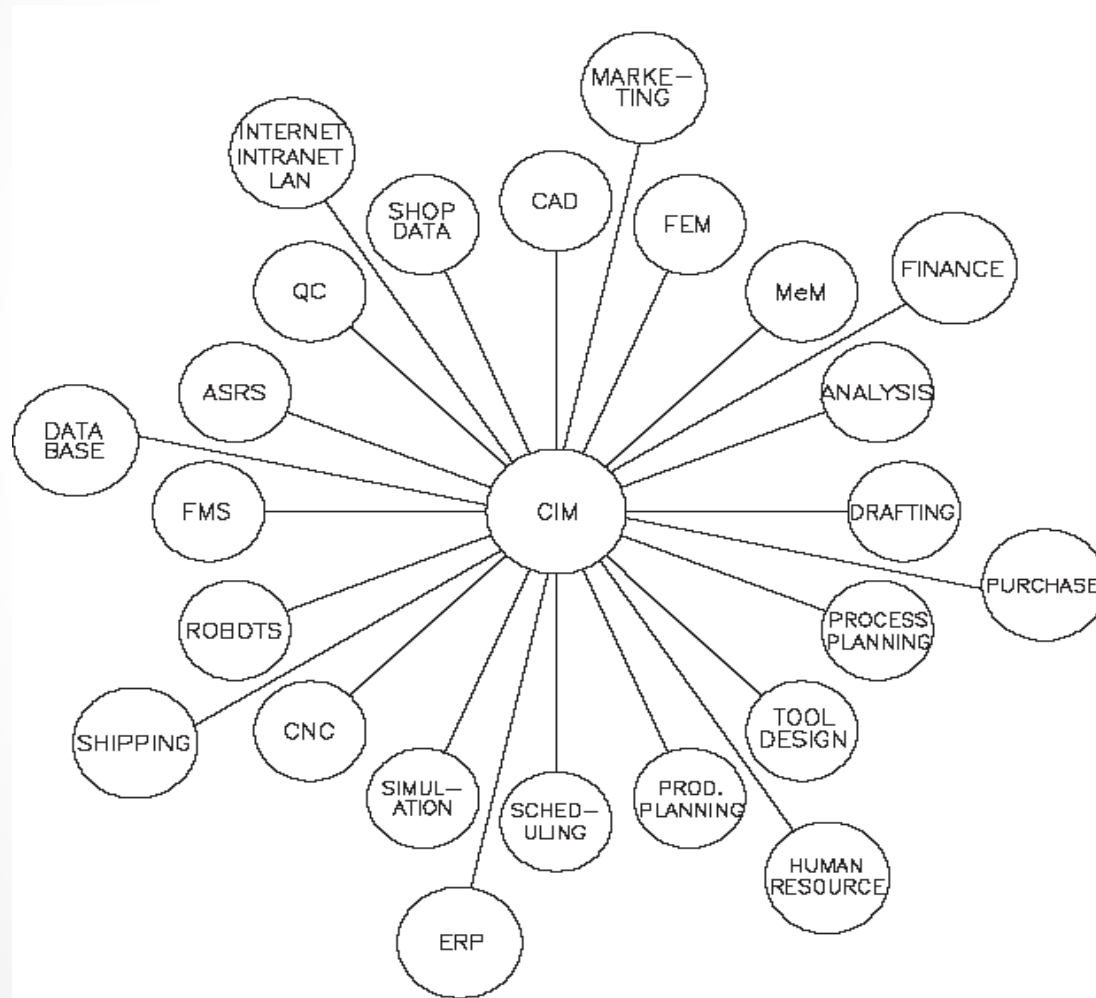 MARKE-
TING
INTERNET
INTRANET
LAN
SHOP
DATA
CAD
FEM
FINANCE
QC
MeM
ASRS
ANALYSIS
DATA
BASE
FMS
CIM
DRAFTING
PURCHASE
ROBOTS
PROCESS
PLANNING
SHIPPING
CNC
TOOL
DESIGN
SIMUL-
ATION
SCHED-
ULING
PROD.
PLANNING
HUMAN
RESOURCE
ERP